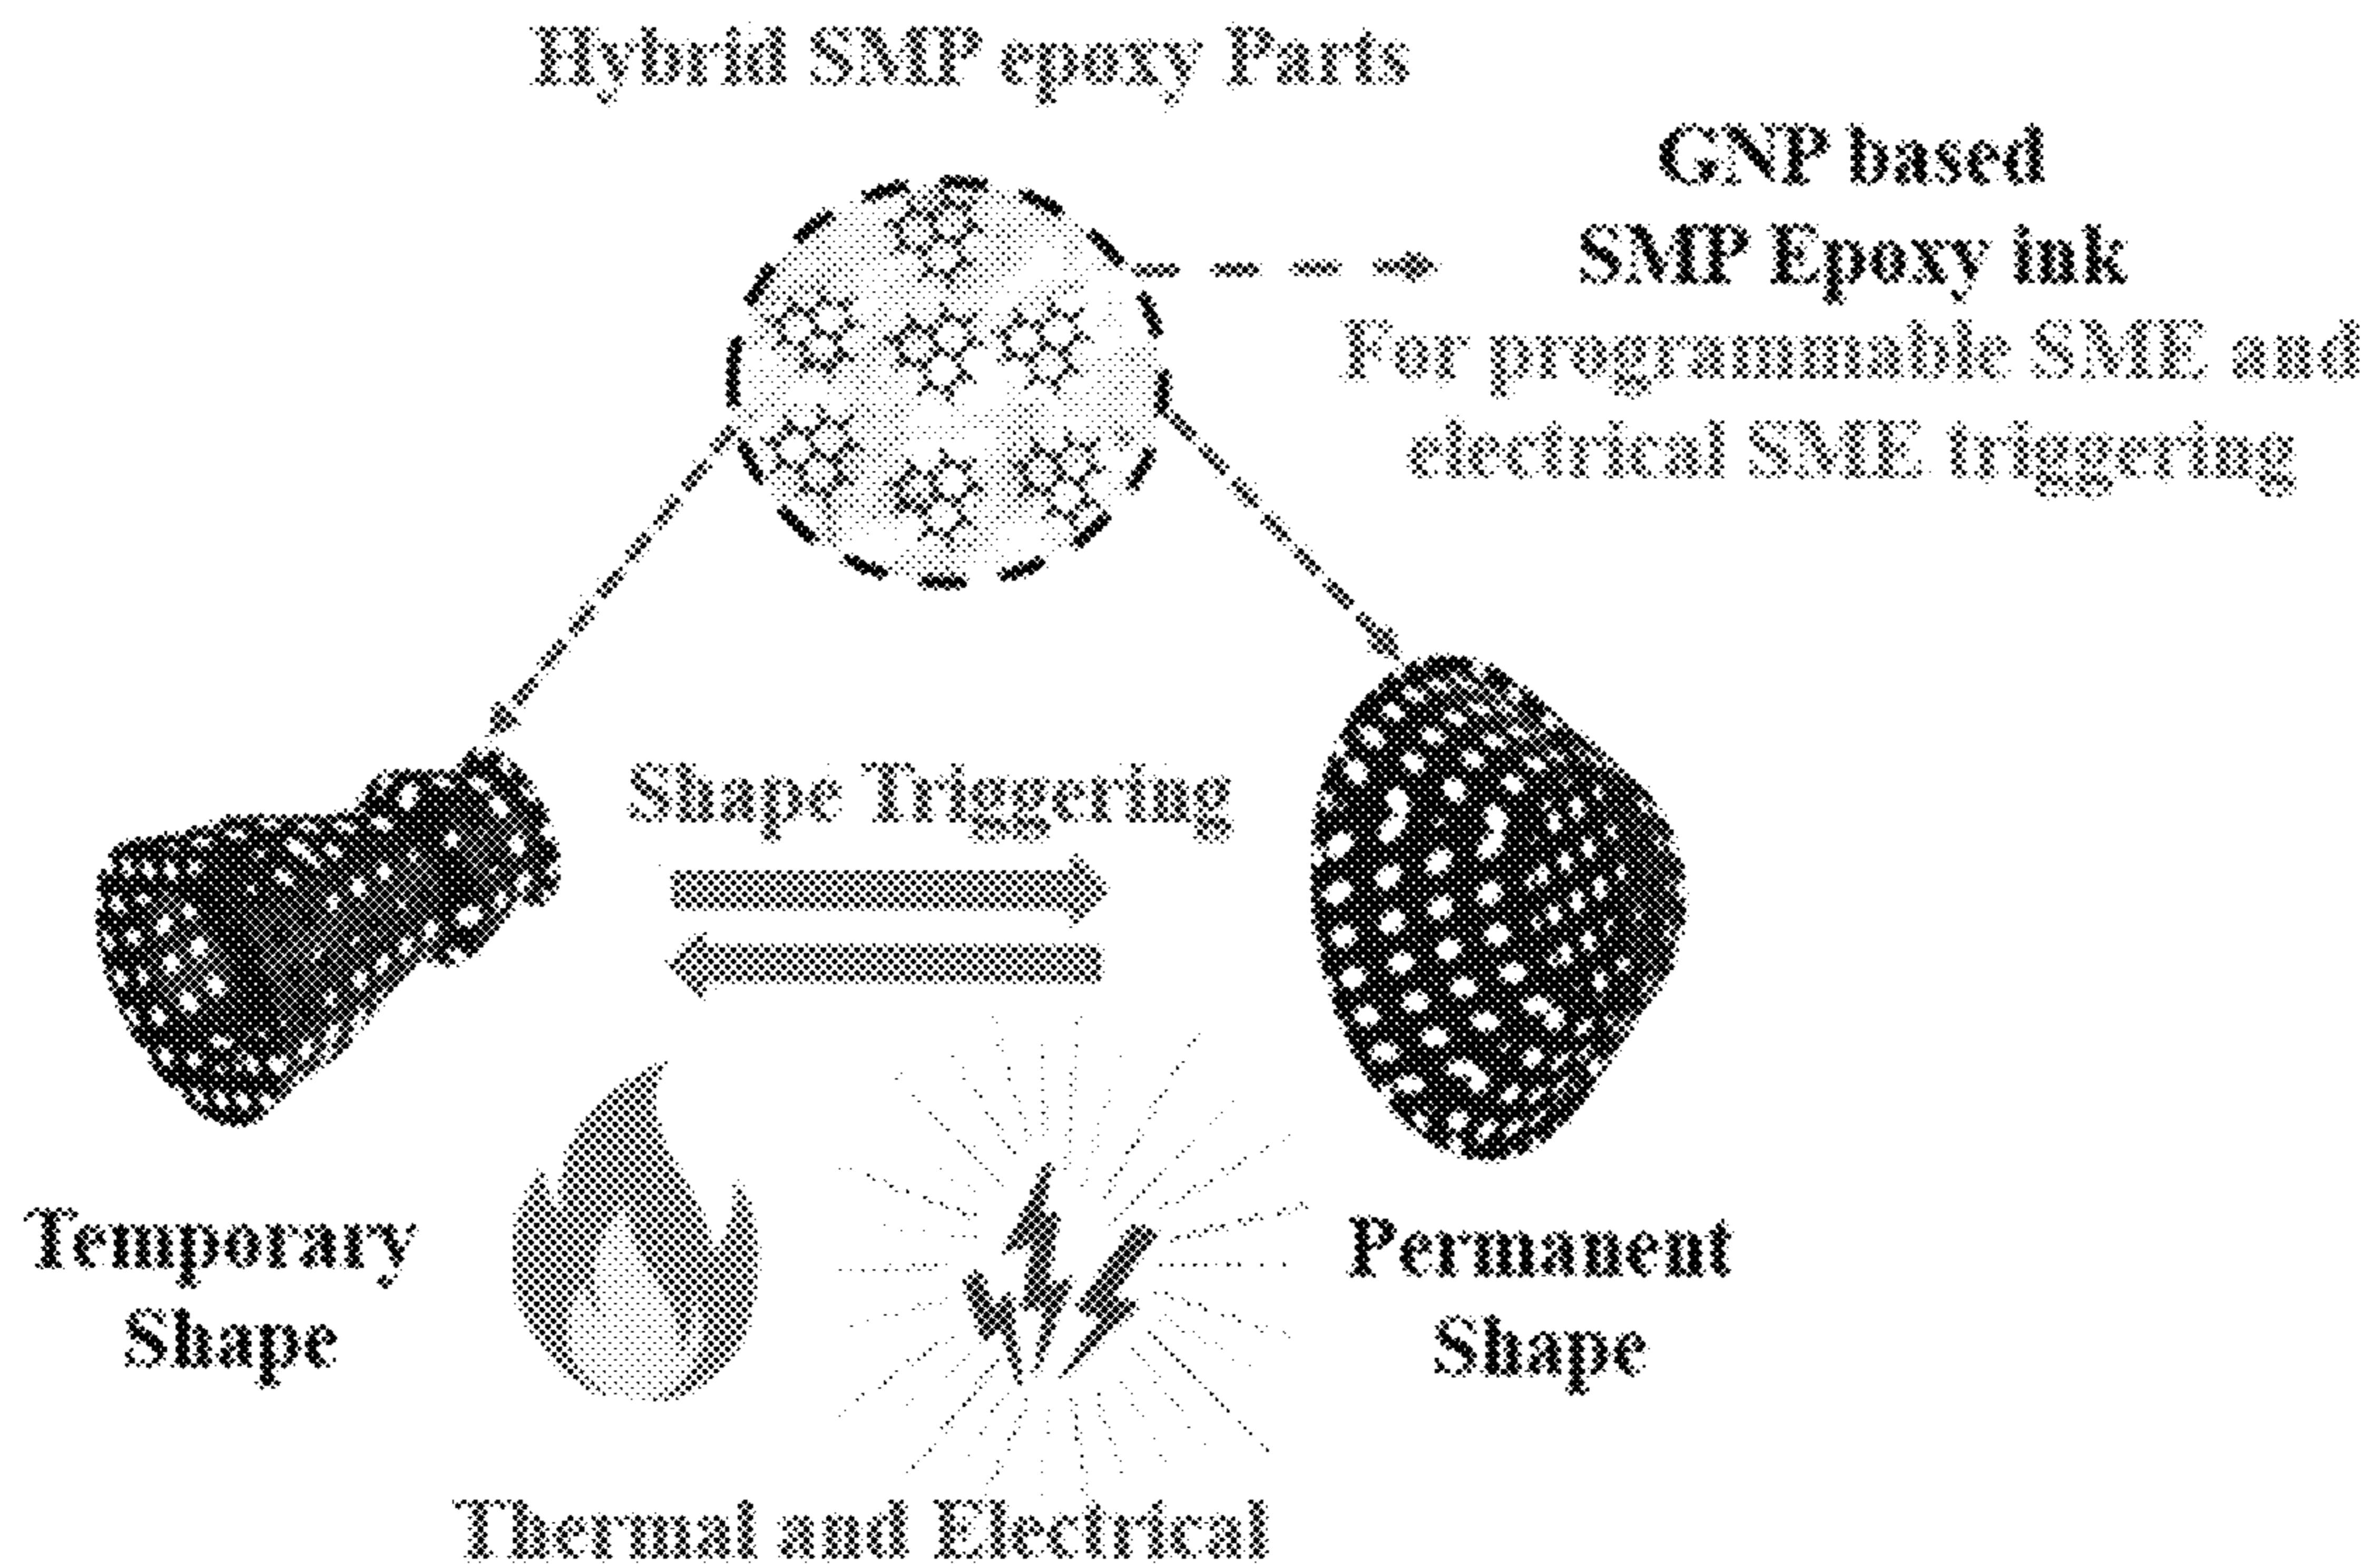 Hybrid SMP epoxy Parts
GNP based
SMP Epoxy ink
For programmable SME and
electrical SME triggering
Shape Triggering
Temporary
Shape
Permanent
Shape
Thermal and Electrical